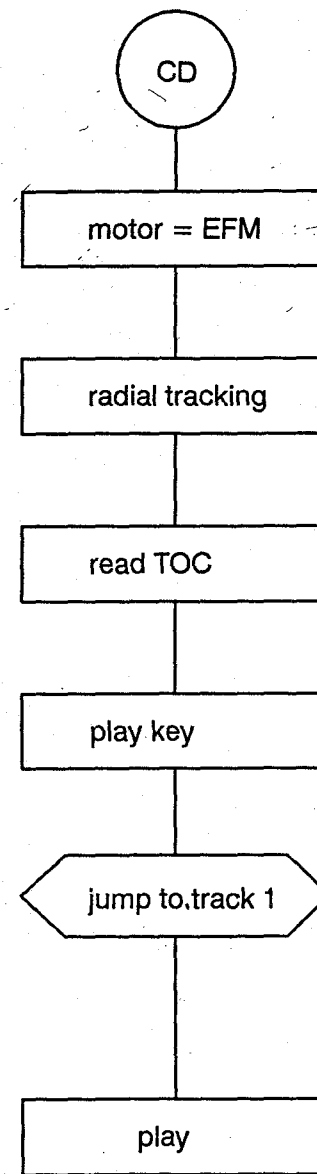 CD
motor = EFM
radial tracking
read TOC
play key
jump to.track 1
play